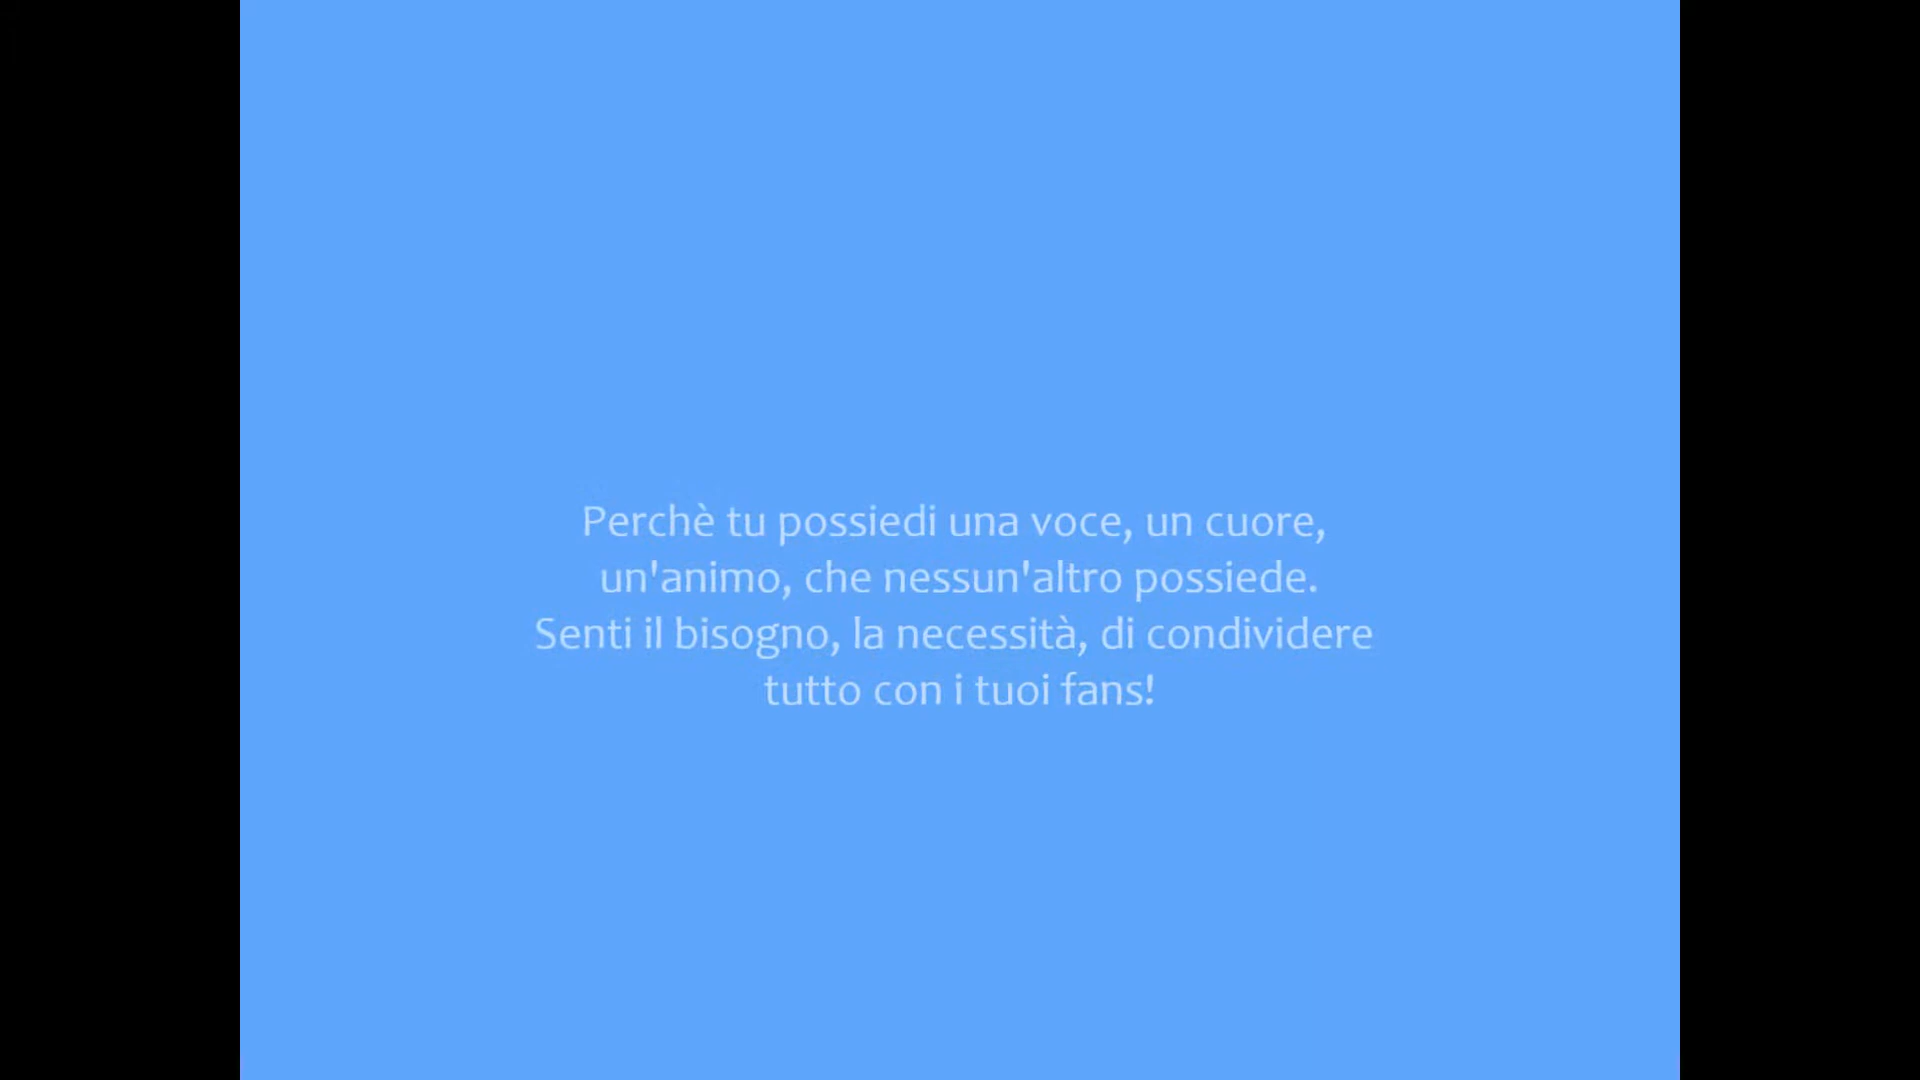 Perchè tu possiedi una voce, un cuore,
un'animo, che nessun'altro possiede.
Senti il bisogno, la necessità, di condividere
tutto con i tuoi fans!